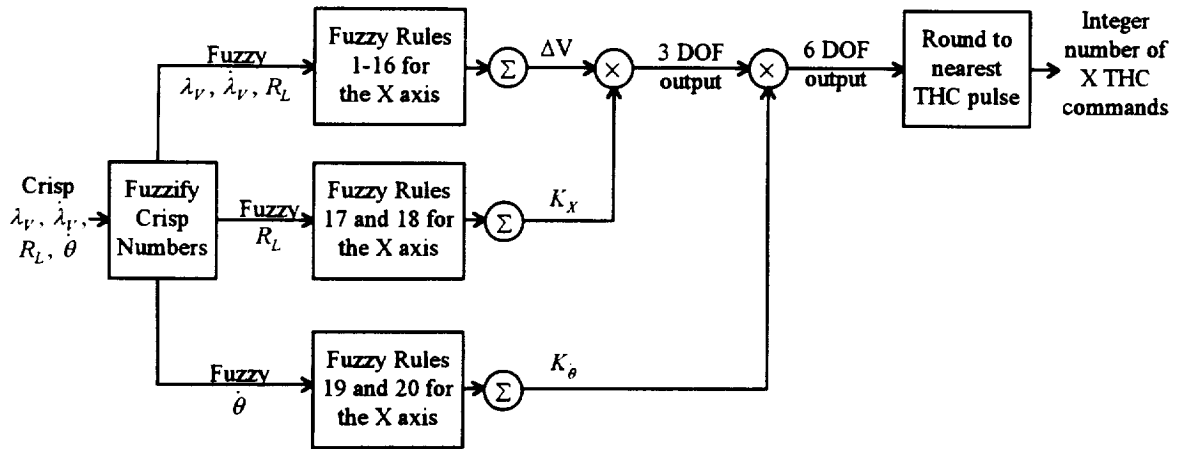 Crisp
λ_V, λ̇_V,
R_L, θ̇
Fuzzify
Crisp
Numbers
Fuzzy
λ_V, λ̇_V, R_L
Fuzzy Rules
1-16 for
the X axis
Σ
ΔV
×
3 DOF
output
×
6 DOF
output
Round to
nearest
THC pulse
Integer
number of
X THC
commands
Fuzzy
R_L
Fuzzy Rules
17 and 18 for
the X axis
Σ
K_X
Fuzzy
θ̇
Fuzzy Rules
19 and 20 for
the X axis
Σ
K_θ̇